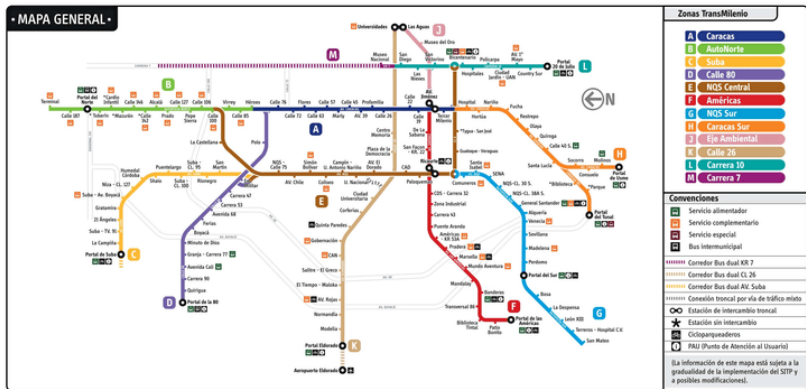 • MAPA GENERAL •
Zonas TransMilenio
A Caracas
B AutoNorte
C Suba
D Calle 80
E NQS Central
F Américas
G NQS Sur
H Caracas Sur
I Eje Ambiental
K Calle 26
L Carrera 10
M Carrera 7
Convenciones
Servicio alimentador
Servicio complementario
Servicio especial
Bus intermunicipal
Corredor Bus dual KR 7
Corredor Bus dual CL 26
Corredor Bus dual AV. Suba
Conexión troncal por vía de tráfico mixto
Estación de intercambio troncal
Estación sin intercambio
Cicloparqueaderos
PAU (Punto de Atención al Usuario)
(La información de este mapa está sujeta a la
gradualidad de la implementación del SITP y
a posibles modificaciones).
Universidades
Las Aguas
Museo del Oro
J
M
Museo
Nacional
San
Diego
San
Victorino
Bicentenario
Policarpa
AV. 1°
Mayo
Portal
20 de Julio
L
Las
Nieves
Hospitales
Ciudad
Jardín - UAN
Country Sur
N
B
Terminal
Portal del
Norte
Calle 146
Alcalá
Calle 127
Calle 106
Virrey
Héroes
Calle 76
Flores
Calle 57
Calle 45
Profamilia
Calle
22
AV.
Jiménez
Hospital
Nariño
Fucha
Restrepo
Olaya
Quiroga
Calle 40 S.
Calle 187
Toberín
Calle
142
Prado
Pepe
Sierra
Calle
100
Calle 85
Polo
Calle 72
Calle 63
Marly
AV. 39
Calle 26
Calle
19
Tercer
Milenio
Hortúa
A
La Castellana
Centro
Memoria
De La
Sabana
San Façon -
KR. 22
Plaza de la
Democracia
Ricaurte
Santa Lucía
Socorro
Consuelo
Molinos
H
Portal
de Usme
Portal
del Tunal
Parque
Biblioteca
Humedal
Córdoba
Puentelargo
Suba -
CL. 95
San
Martín
Niza - CL. 127
Shaio
Suba -
CL. 100
Rionegro
Suba - Av. Boyacá
Gratamira
21 Ángeles
Suba - TV. 91
La Campiña
Portal de Suba
C
NQS -
Calle 75
Simón
Bolívar
Campín -
U. Antonio Nariño
AV. El
Dorado
CAD
AV. Chile
Coliseo
U. Nacional
Paloquemao
Comuneros
SENA
E
Carrera 47
Carrera 53
Avenida 68
Ferias
Boyacá
Minuto de Dios
Granja - Carrera 77
Avenida Cali
Carrera 90
Quirigua
Portal de la 80
D
Ciudad
Universitaria
Corferias
Quinta Paredes
Gobernación
CAN
Salitre - El Greco
El Tiempo - Maloka
AV. Rojas
Normandía
Modelia
Portal Eldorado
Aeropuerto Eldorado
K
CDS - Carrera 32
Zona Industrial
Carrera 43
Puente Aranda
Américas
- KR 53A
Pradera
Marsella
Mundo Aventura
Mandalay
Banderas
Transversal 86
Biblioteca
Tintal
Patio
Bonito
Portal de las
Américas
F
NQS-CL. 30 S.
NQS-CL. 38A S.
General Santander
Alquería
Venecia
Sevillana
Madelena
Perdomo
Portal del Sur
Bosa
La Despensa
León XIII
Terreros - Hospital C.V.
San Mateo
G